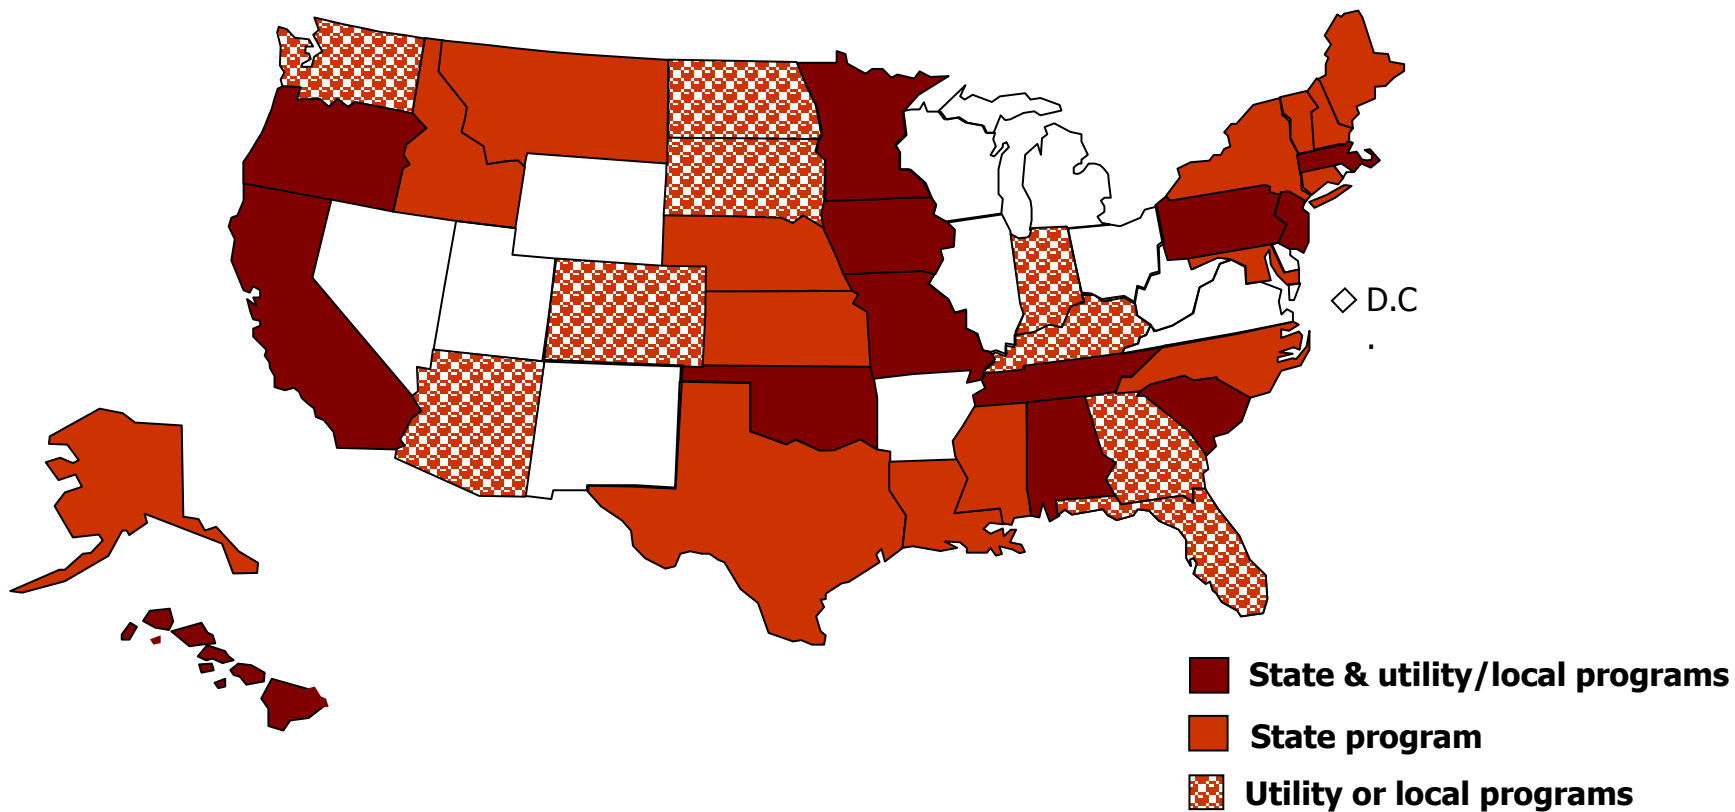 D.C
.
State & utility/local programs
State program
Utility or local programs